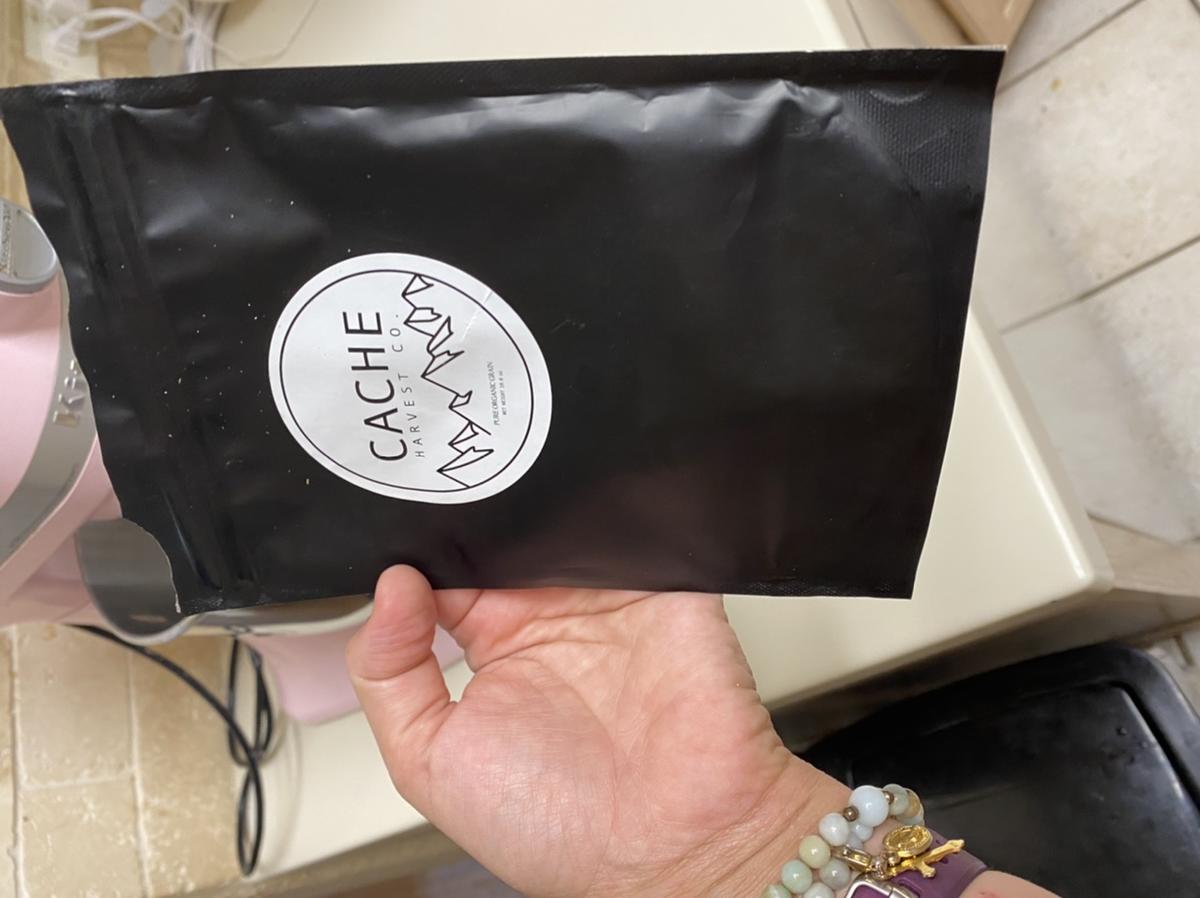 CACHE
HARVEST CO.
PURE ORGANIC GRAIN